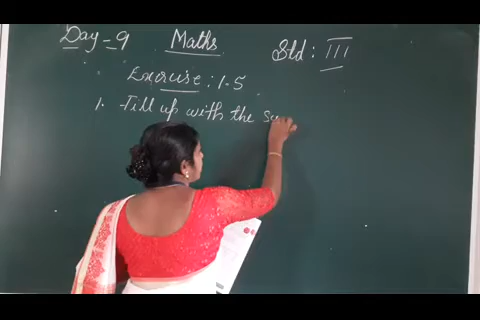 Day - 9 Maths Std : III
Exercise : 1.5
1. Fill up with the